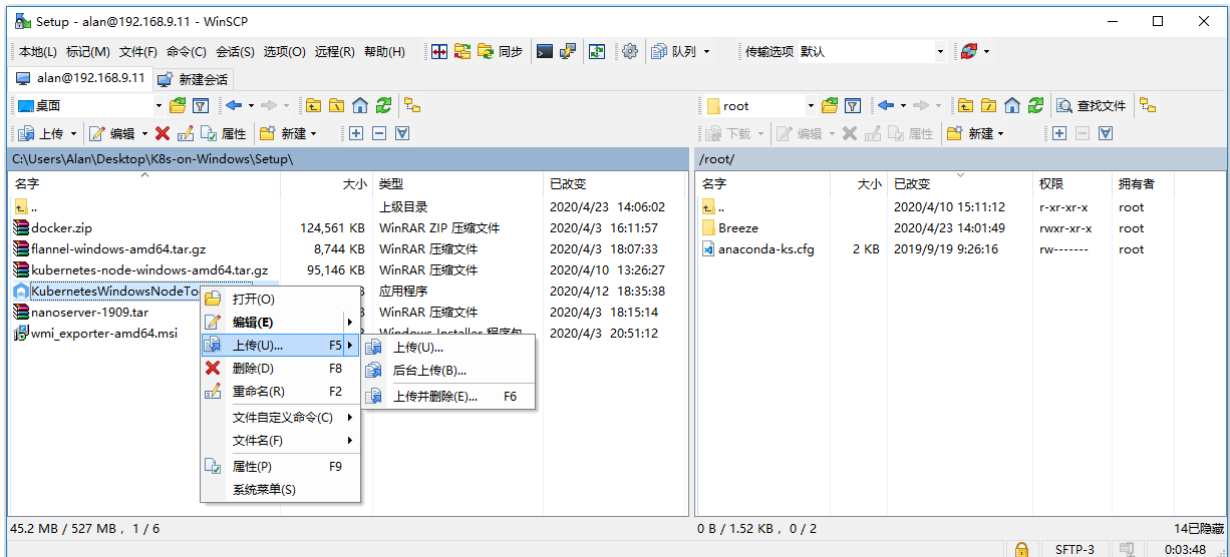 Setup - alan@192.168.9.11 - WinSCP
本地(L) 标记(M) 文件(F) 命令(C) 会话(S) 选项(O) 远程(R) 帮助(H) 同步 队列 传输选项 默认
alan@192.168.9.11 新建会话
桌面 root 查找文件
上传 编辑 属性 新建 下载 编辑 属性 新建
C:\Users\Alan\Desktop\K8s-on-Windows\Setup\ /root/
名字 大小 类型 已改变 名字 大小 已改变 权限 拥有者
.. 上级目录 2020/4/23 14:06:02 .. 2020/4/10 15:11:12 r-xr-xr-x root
docker.zip 124,561 KB WinRAR ZIP 压缩文件 2020/4/3 16:11:57 Breeze 2020/4/23 14:01:49 rwxr-xr-x root
flannel-windows-amd64.tar.gz 8,744 KB WinRAR 压缩文件 2020/4/3 18:07:33 anaconda-ks.cfg 2 KB 2019/9/19 9:26:16 rw------- root
kubernetes-node-windows-amd64.tar.gz 95,146 KB WinRAR 压缩文件 2020/4/10 13:26:27
KubernetesWindowsNodeTo 应用程序 2020/4/12 18:35:38
nanoserver-1909.tar WinRAR 压缩文件 2020/4/3 18:15:14
wmi_exporter-amd64.msi Windows Installer 程序包 2020/4/3 20:51:12
打开(O)
编辑(E)
上传(U)... F5
删除(D) F8
重命名(R) F2
文件自定义命令(C)
文件名(F)
属性(P) F9
系统菜单(S)
上传(U)...
后台上传(B)...
上传并删除(E)... F6
45.2 MB / 527 MB , 1 / 6 0 B / 1.52 KB , 0 / 2 14已隐藏
SFTP-3 0:03:48